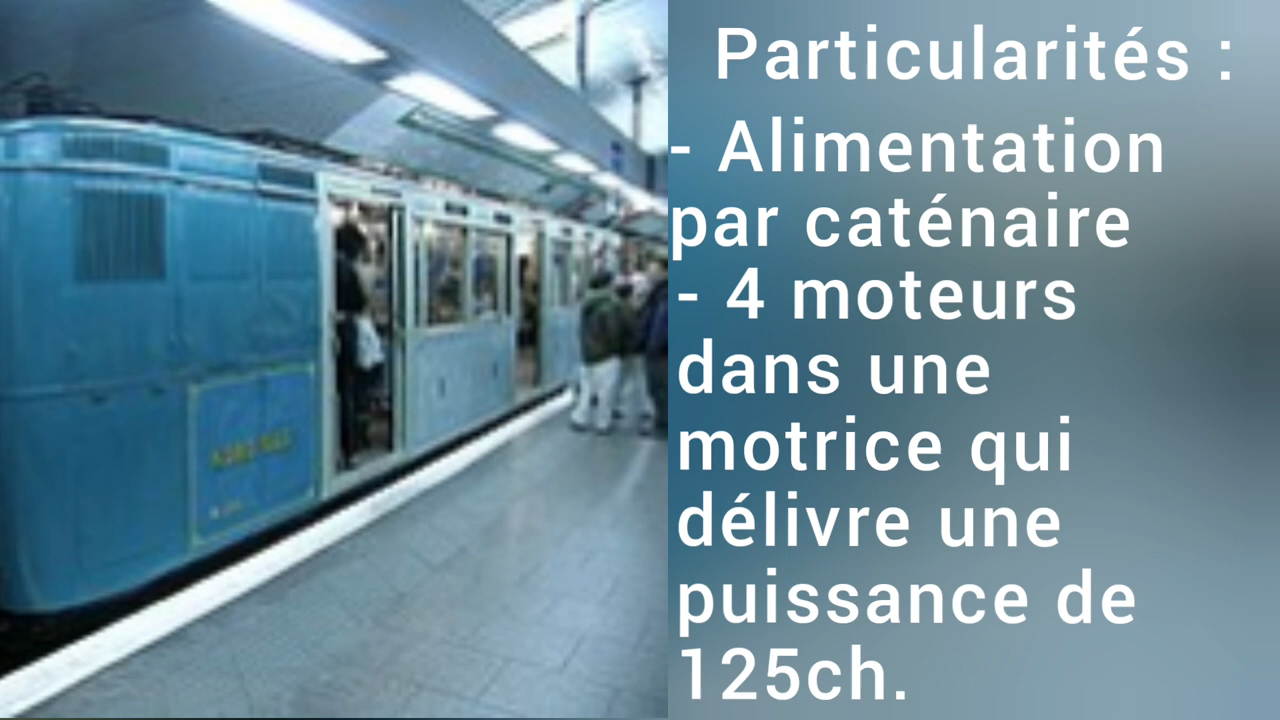 Particularités :
- Alimentation
par caténaire
- 4 moteurs
dans une
motrice qui
délivre une
puissance de
125ch.